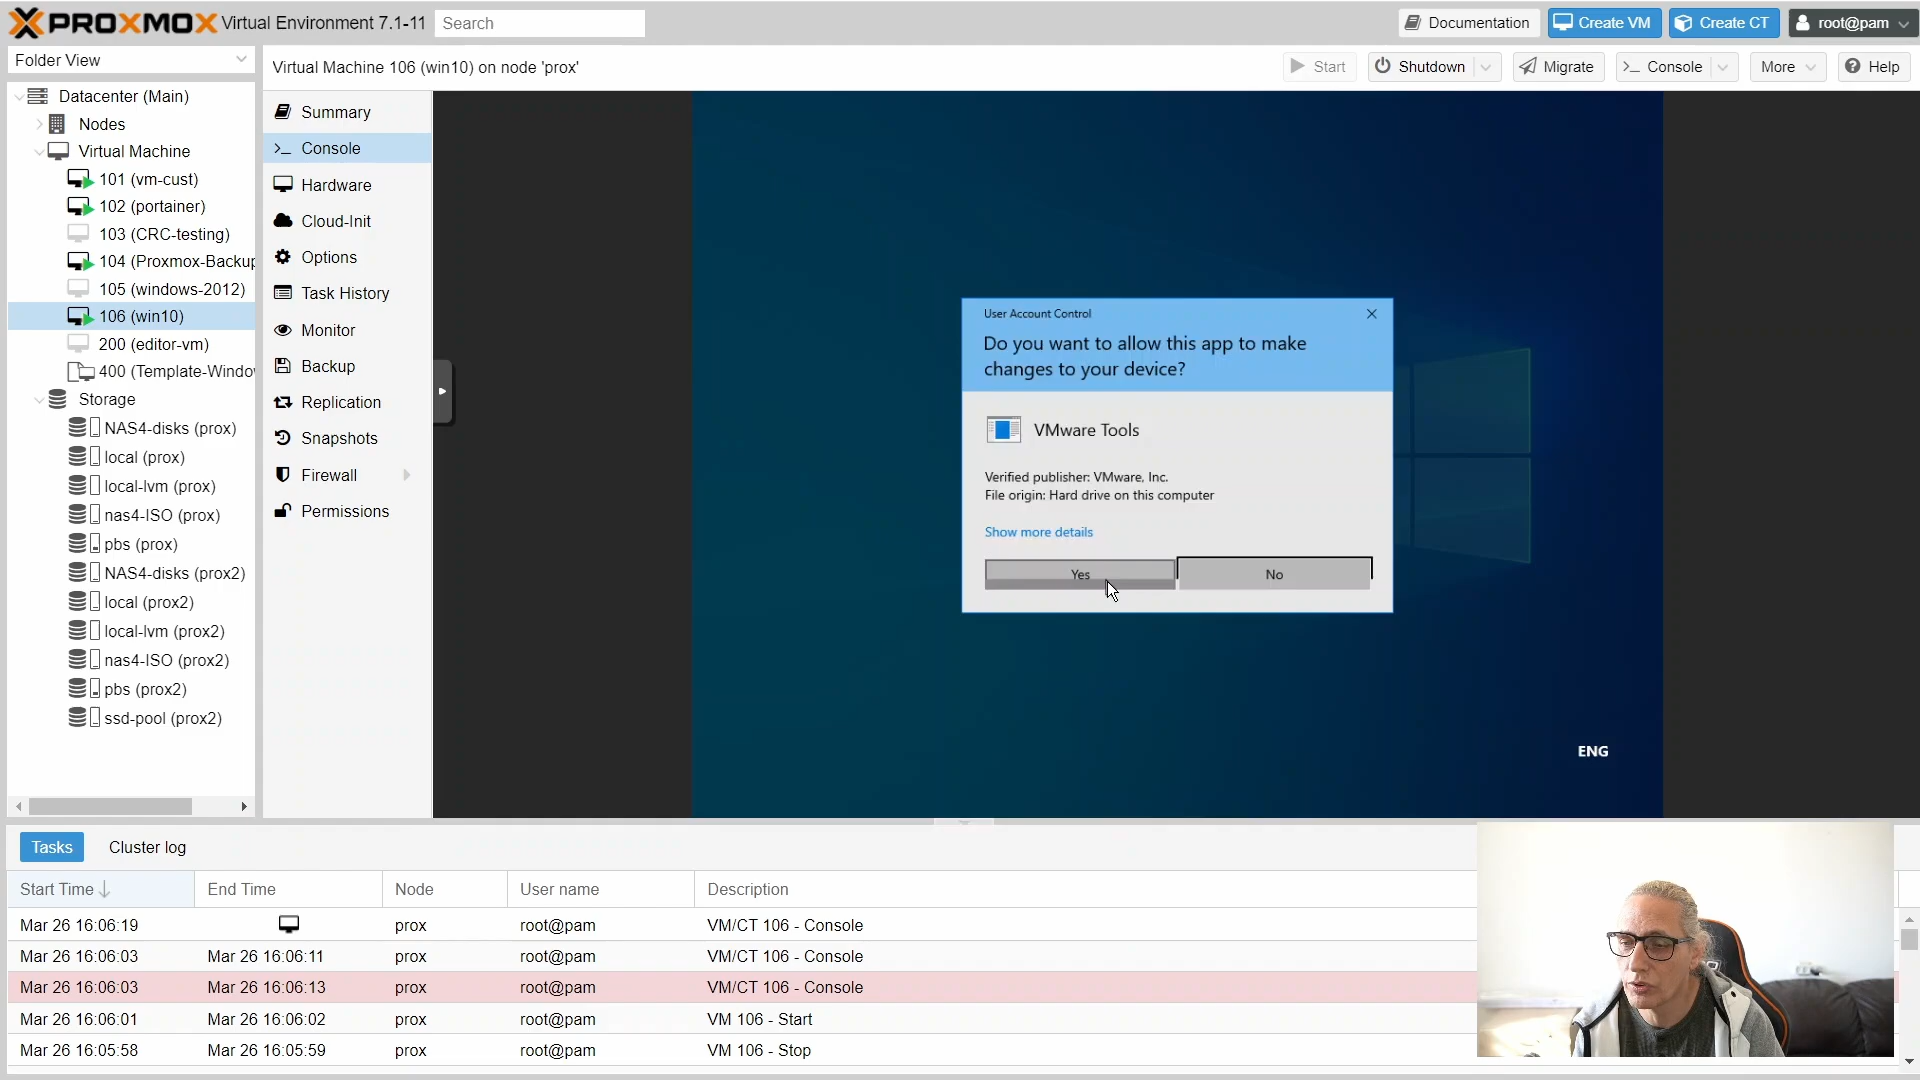 PROXMOX Virtual Environment 7.1-11
Search
Documentation
Create VM
Create CT
root@pam
Folder View
Virtual Machine 106 (win10) on node 'prox'
Start
Shutdown
Migrate
>_ Console
More
Help
Datacenter (Main)
Nodes
Virtual Machine
101 (vm-cust)
102 (portainer)
103 (CRC-testing)
104 (Proxmox-Backup
105 (windows-2012)
106 (win10)
200 (editor-vm)
400 (Template-Windo
Storage
NAS4-disks (prox)
local (prox)
local-lvm (prox)
nas4-ISO (prox)
pbs (prox)
NAS4-disks (prox2)
local (prox2)
local-lvm (prox2)
nas4-ISO (prox2)
pbs (prox2)
ssd-pool (prox2)
Summary
>_ Console
Hardware
Cloud-Init
Options
Task History
Monitor
Backup
Replication
Snapshots
Firewall
Permissions
User Account Control
Do you want to allow this app to make
changes to your device?
VMware Tools
Verified publisher: VMware, Inc.
File origin: Hard drive on this computer
Show more details
Yes
No
ENG
Tasks
Cluster log
Start Time End Time Node User name Description
Mar 26 16:06:19 prox root@pam VM/CT 106 - Console
Mar 26 16:06:03 Mar 26 16:06:11 prox root@pam VM/CT 106 - Console
Mar 26 16:06:03 Mar 26 16:06:13 prox root@pam VM/CT 106 - Console
Mar 26 16:06:01 Mar 26 16:06:02 prox root@pam VM 106 - Start
Mar 26 16:05:58 Mar 26 16:05:59 prox root@pam VM 106 - Stop